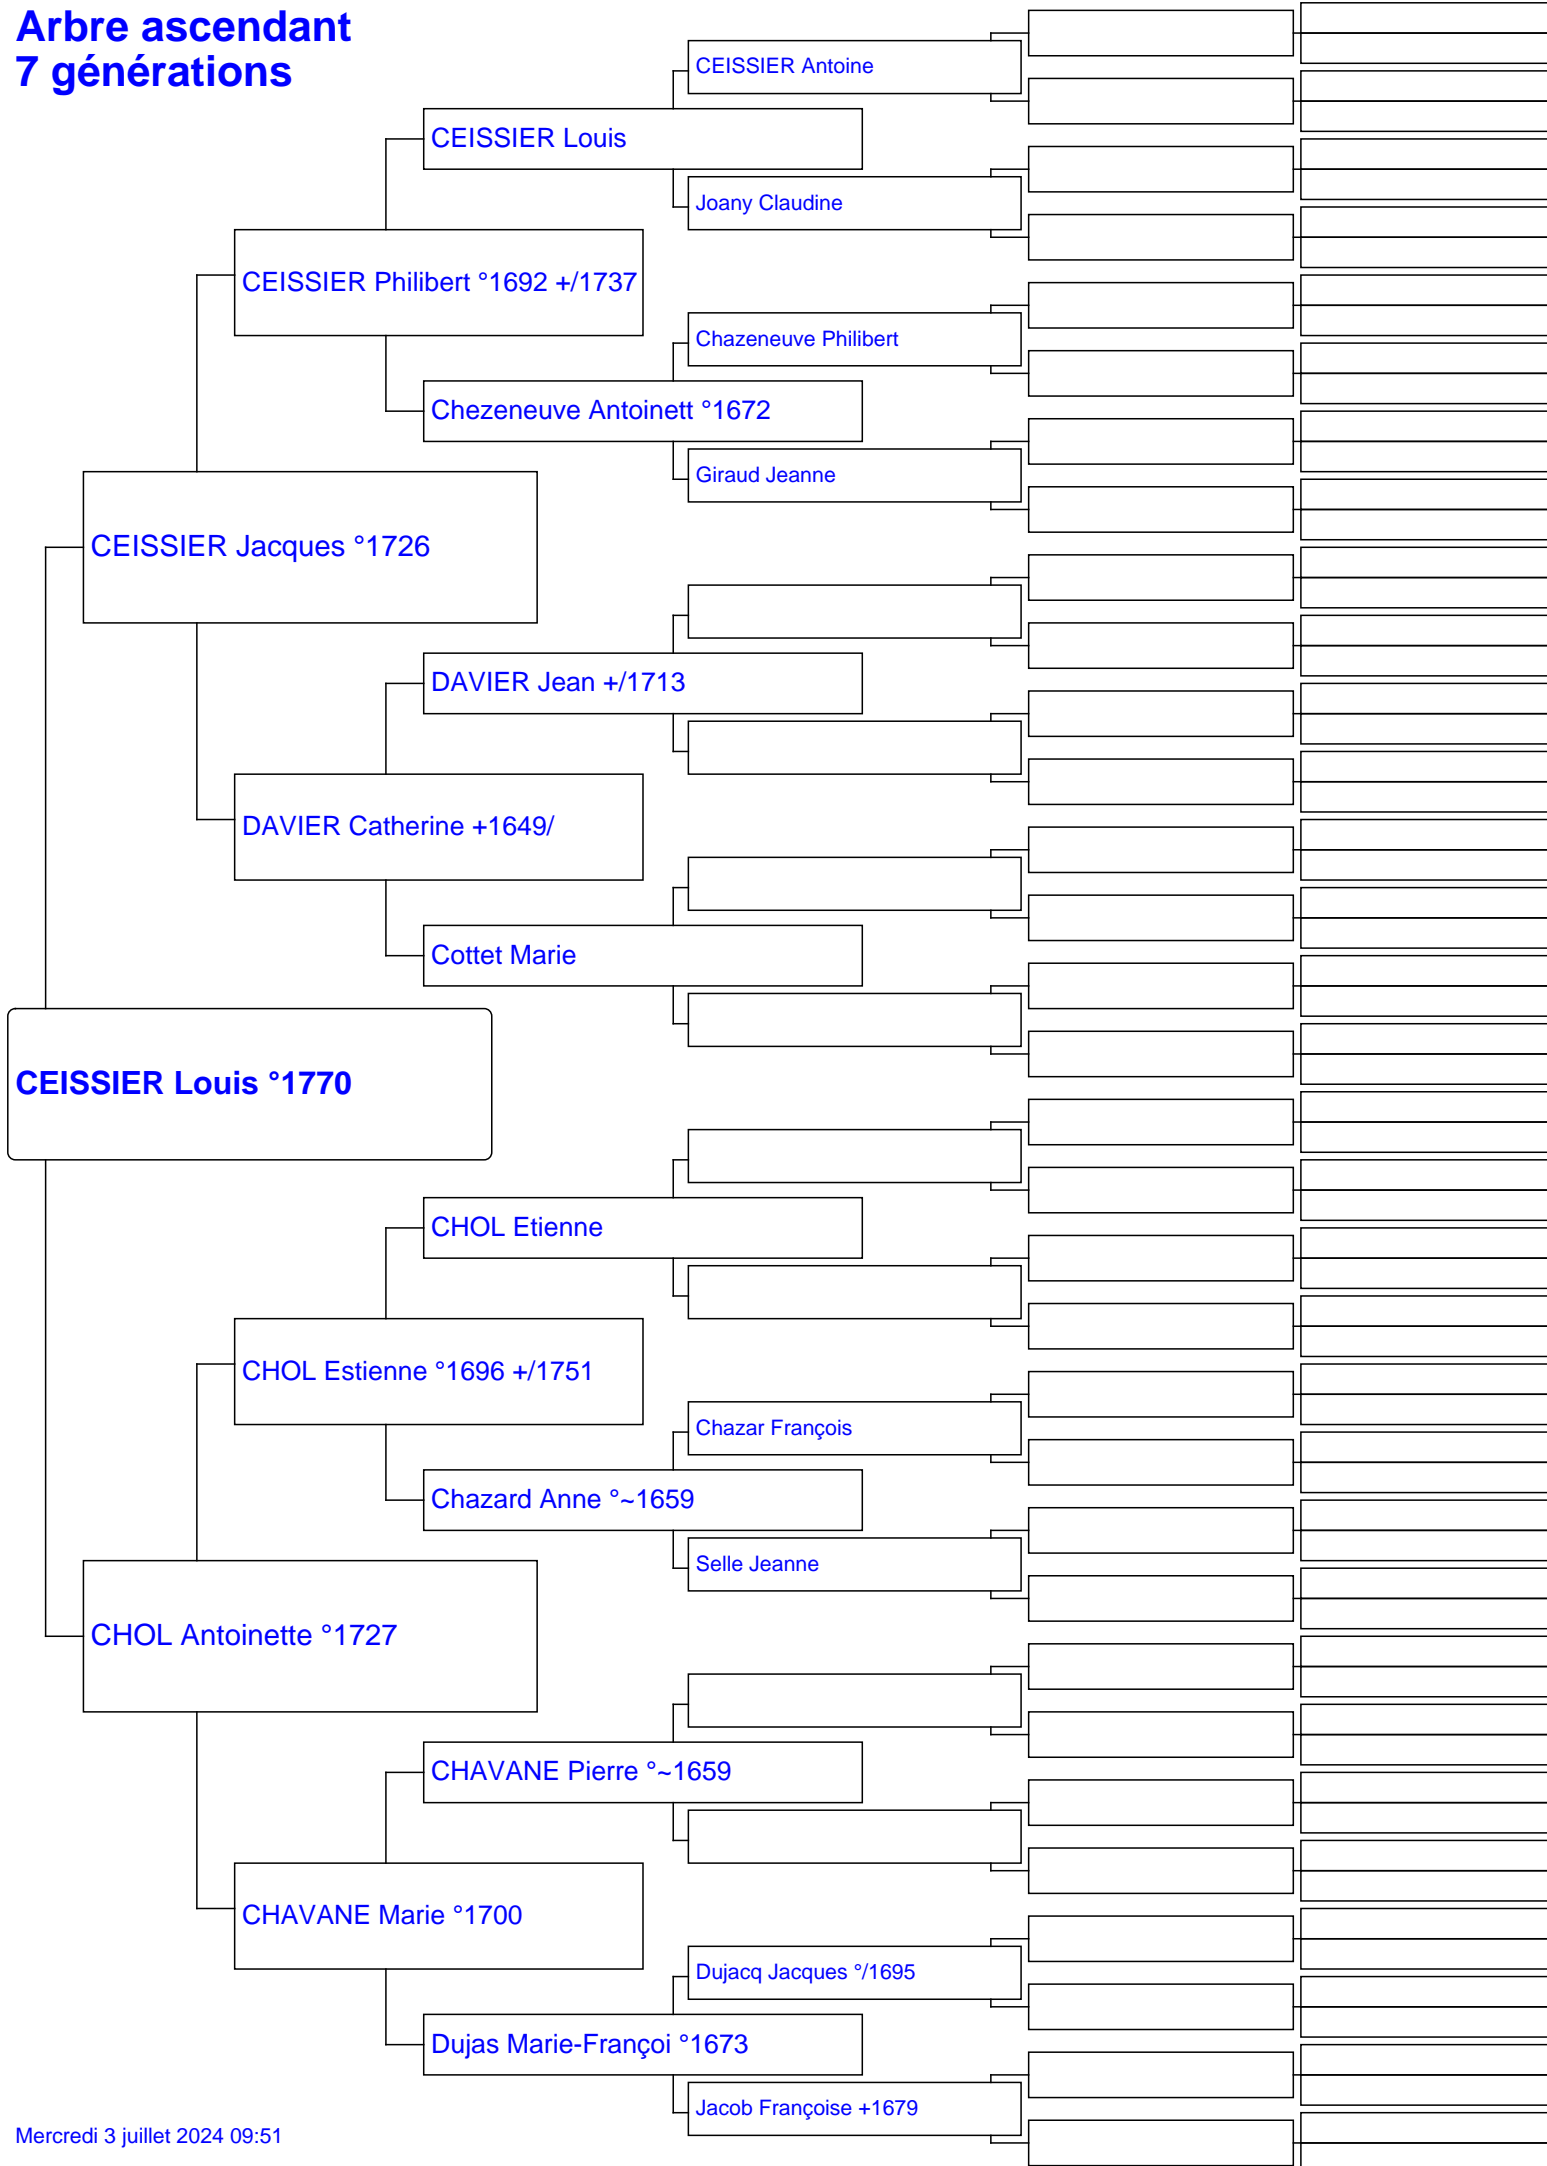 Arbre ascendant
7 générations
CEISSIER Antoine
CEISSIER Louis
Joany Claudine
CEISSIER Philibert °1692 +/1737
Chazeneuve Philibert
Chezeneuve Antoinett °1672
Giraud Jeanne
CEISSIER Jacques °1726
DAVIER Jean +/1713
DAVIER Catherine +1649/
Cottet Marie
CEISSIER Louis °1770
CHOL Etienne
CHOL Estienne °1696 +/1751
Chazar François
Chazard Anne °~1659
Selle Jeanne
CHOL Antoinette °1727
CHAVANE Pierre °~1659
CHAVANE Marie °1700
Dujacq Jacques °/1695
Dujas Marie-Françoi °1673
Jacob Françoise +1679
Mercredi 3 juillet 2024 09:51